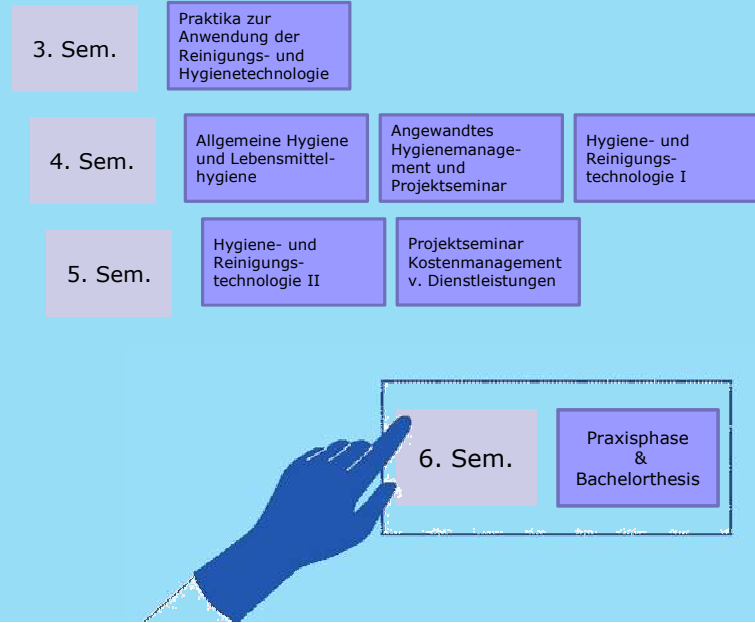 3. Sem.
Praktika zur
Anwendung der
Reinigungs- und
Hygienetechnologie
4. Sem.
Allgemeine Hygiene
und Lebensmittel-
hygiene
Angewandtes
Hygienemanage-
ment und
Projektseminar
Hygiene- und
Reinigungs-
technologie I
5. Sem.
Hygiene- und
Reinigungs-
technologie II
Projektseminar
Kostenmanagement
v. Dienstleistungen
6. Sem.
Praxisphase
&
Bachelorthesis